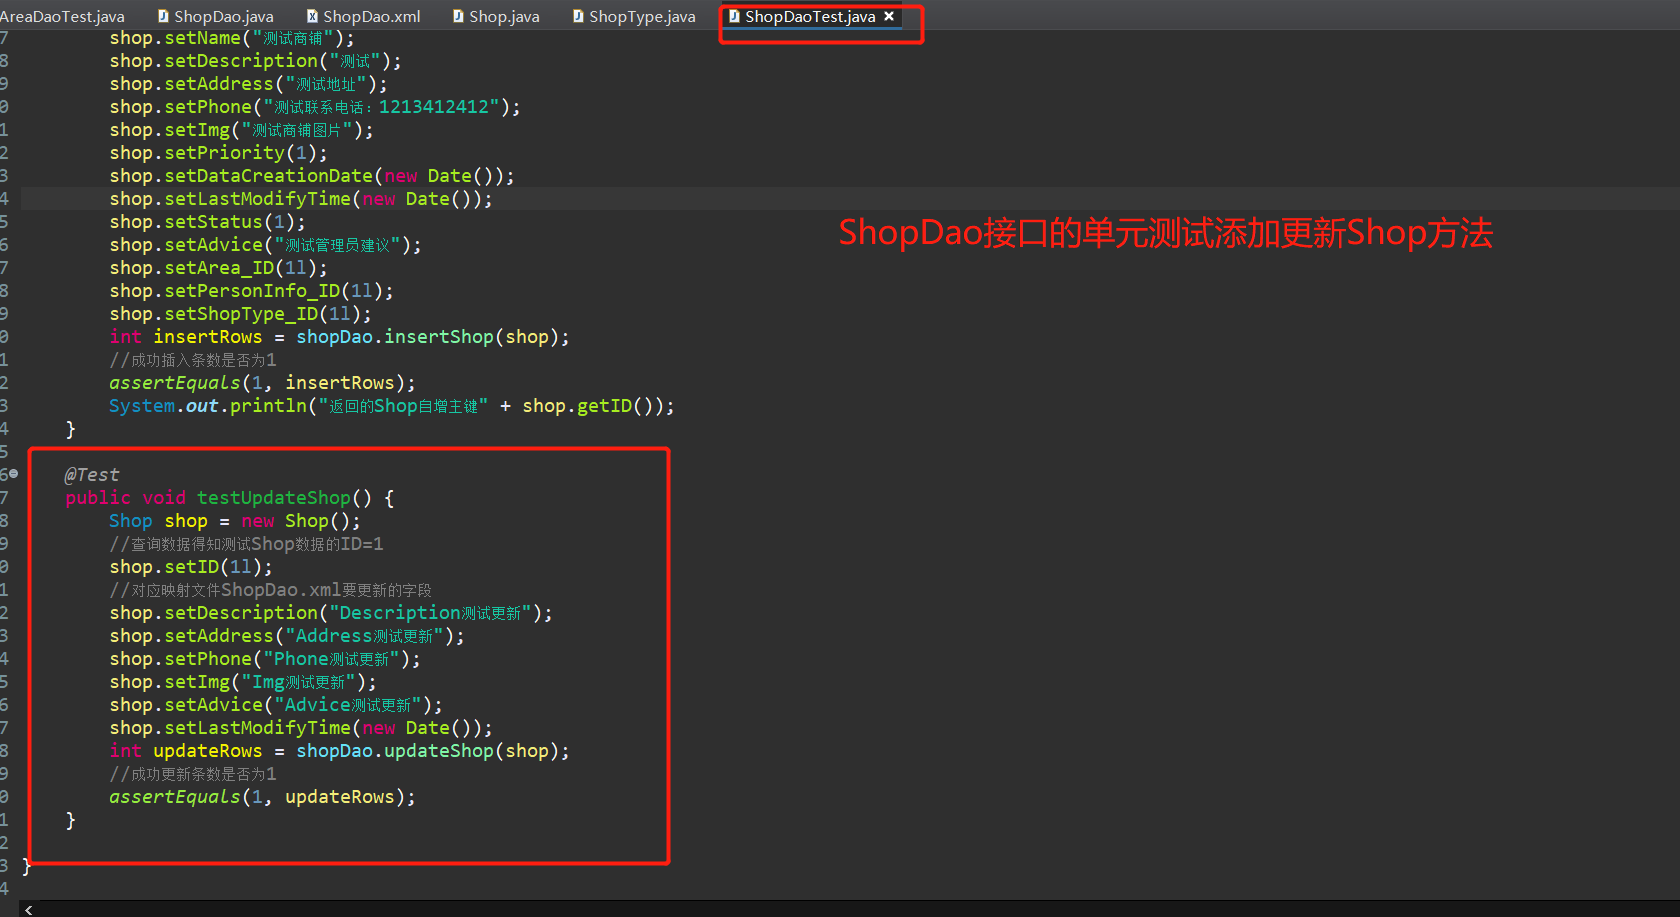 AreaDaoTest.java ShopDao.java ShopDao.xml Shop.java ShopType.java ShopDaoTest.java
7 shop.setName("测试商铺");
8 shop.setDescription("测试");
9 shop.setAddress("测试地址");
0 shop.setPhone("测试联系电话：1213412412");
1 shop.setImg("测试商铺图片");
2 shop.setPriority(1);
3 shop.setDataCreationDate(new Date());
4 shop.setLastModifyTime(new Date());
5 shop.setStatus(1);
ShopDao接口的单元测试添加更新Shop方法
6 shop.setAdvice("测试管理员建议");
7 shop.setArea_ID(1l);
8 shop.setPersonInfo_ID(1l);
9 shop.setShopType_ID(1l);
0 int insertRows = shopDao.insertShop(shop);
1 //成功插入条数是否为1
2 assertEquals(1, insertRows);
3 System.out.println("返回的Shop自增主键" + shop.getID());
4 }
5
6 @Test
7 public void testUpdateShop() {
8 Shop shop = new Shop();
9 //查询数据得知测试Shop数据的ID=1
0 shop.setID(1l);
1 //对应映射文件ShopDao.xml要更新的字段
2 shop.setDescription("Description测试更新");
3 shop.setAddress("Address测试更新");
4 shop.setPhone("Phone测试更新");
5 shop.setImg("Img测试更新");
6 shop.setAdvice("Advice测试更新");
7 shop.setLastModifyTime(new Date());
8 int updateRows = shopDao.updateShop(shop);
9 //成功更新条数是否为1
0 assertEquals(1, updateRows);
1 }
2
3 }
4